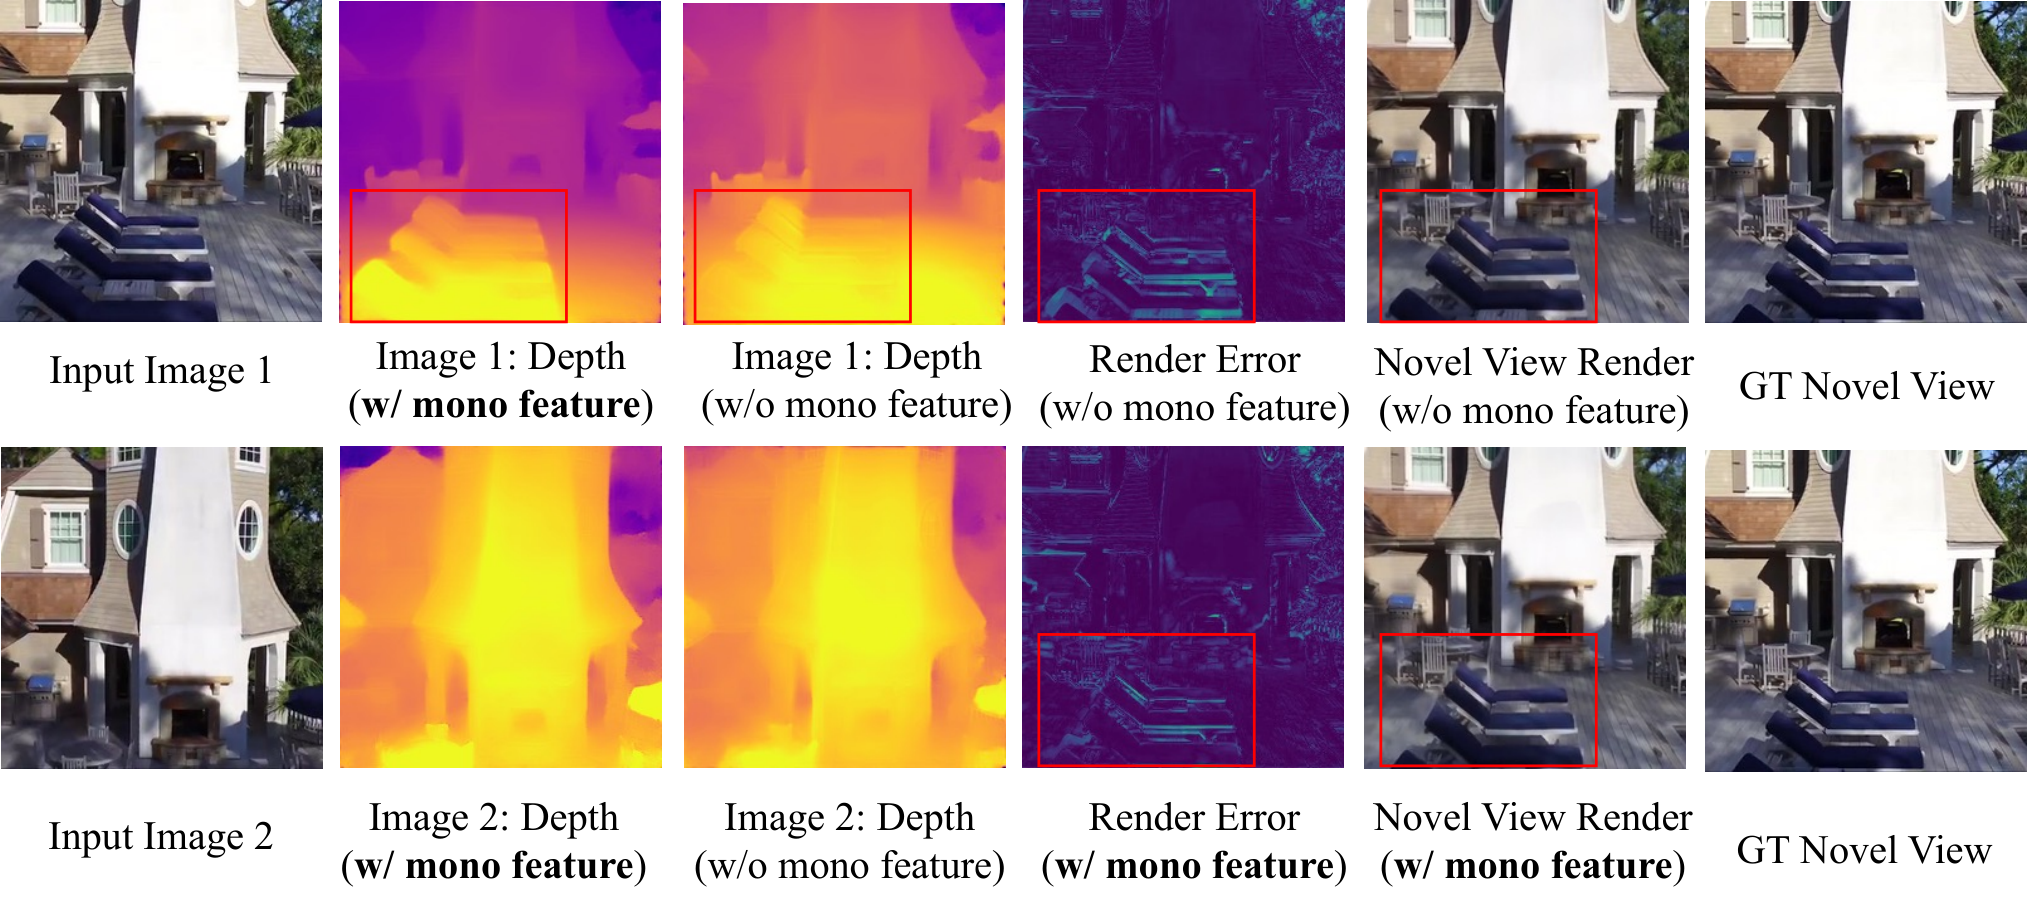 Input Image 1
Image 1: Depth
(w/ mono feature)
Image 1: Depth
(w/o mono feature)
Render Error
(w/o mono feature)
Novel View Render
(w/o mono feature)
GT Novel View
Input Image 2
Image 2: Depth
(w/ mono feature)
Image 2: Depth
(w/o mono feature)
Render Error
(w/ mono feature)
Novel View Render
(w/ mono feature)
GT Novel View